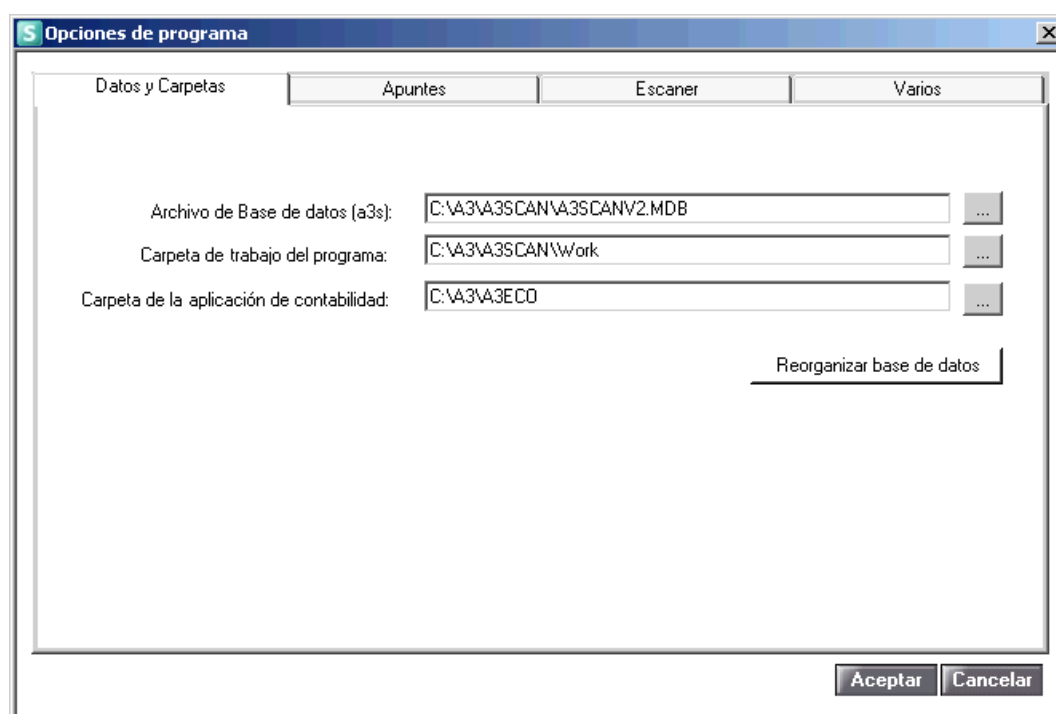 S Opciones de programa
Datos y Carpetas Apuntes Escaner Varios
Archivo de Base de datos (a3s): C:\A3\A3SCAN\A3SCANV2.MDB ...
Carpeta de trabajo del programa: C:\A3\A3SCAN\Work ...
Carpeta de la aplicación de contabilidad: C:\A3\A3ECO ...
Reorganizar base de datos
Aceptar Cancelar